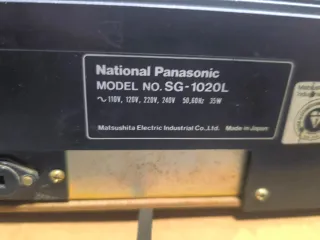 National Panasonic
MODEL NO. SG-1020L
~110V, 120V, 220V, 240V 50,60Hz 35W
Matsushita Electric Industrial Co.,Ltd. Made in Japan